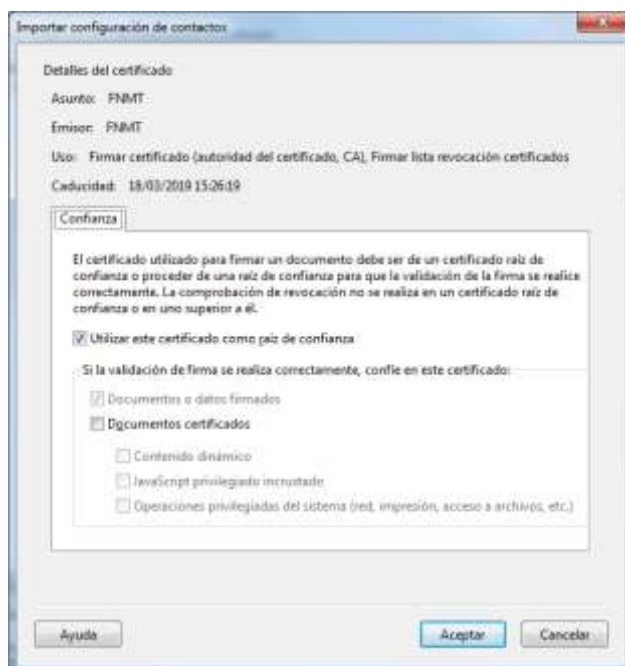 Importar configuración de contactos
Detalles del certificado
Asunto: FNMT
Emisor: FNMT
Uso: Firmar certificado (autoridad del certificado, CA), Firmar lista revocación certificados
Caducidad: 18/03/2019 15:26:19
Confianza
El certificado utilizado para firmar un documento debe ser de un certificado raíz de
confianza o proceder de una raíz de confianza para que la validación de la firma se realice
correctamente. La comprobación de revocación no se realiza en un certificado raíz de
confianza o en uno superior a él.
Utilizar este certificado como raíz de confianza
Si la validación de firma se realiza correctamente, confíe en este certificado:
Documentos o datos firmados
Documentos certificados
Contenido dinámico
JavaScript privilegiado incrustado
Operaciones privilegiadas del sistema (red, impresión, acceso a archivos, etc.)
Ayuda Aceptar Cancelar